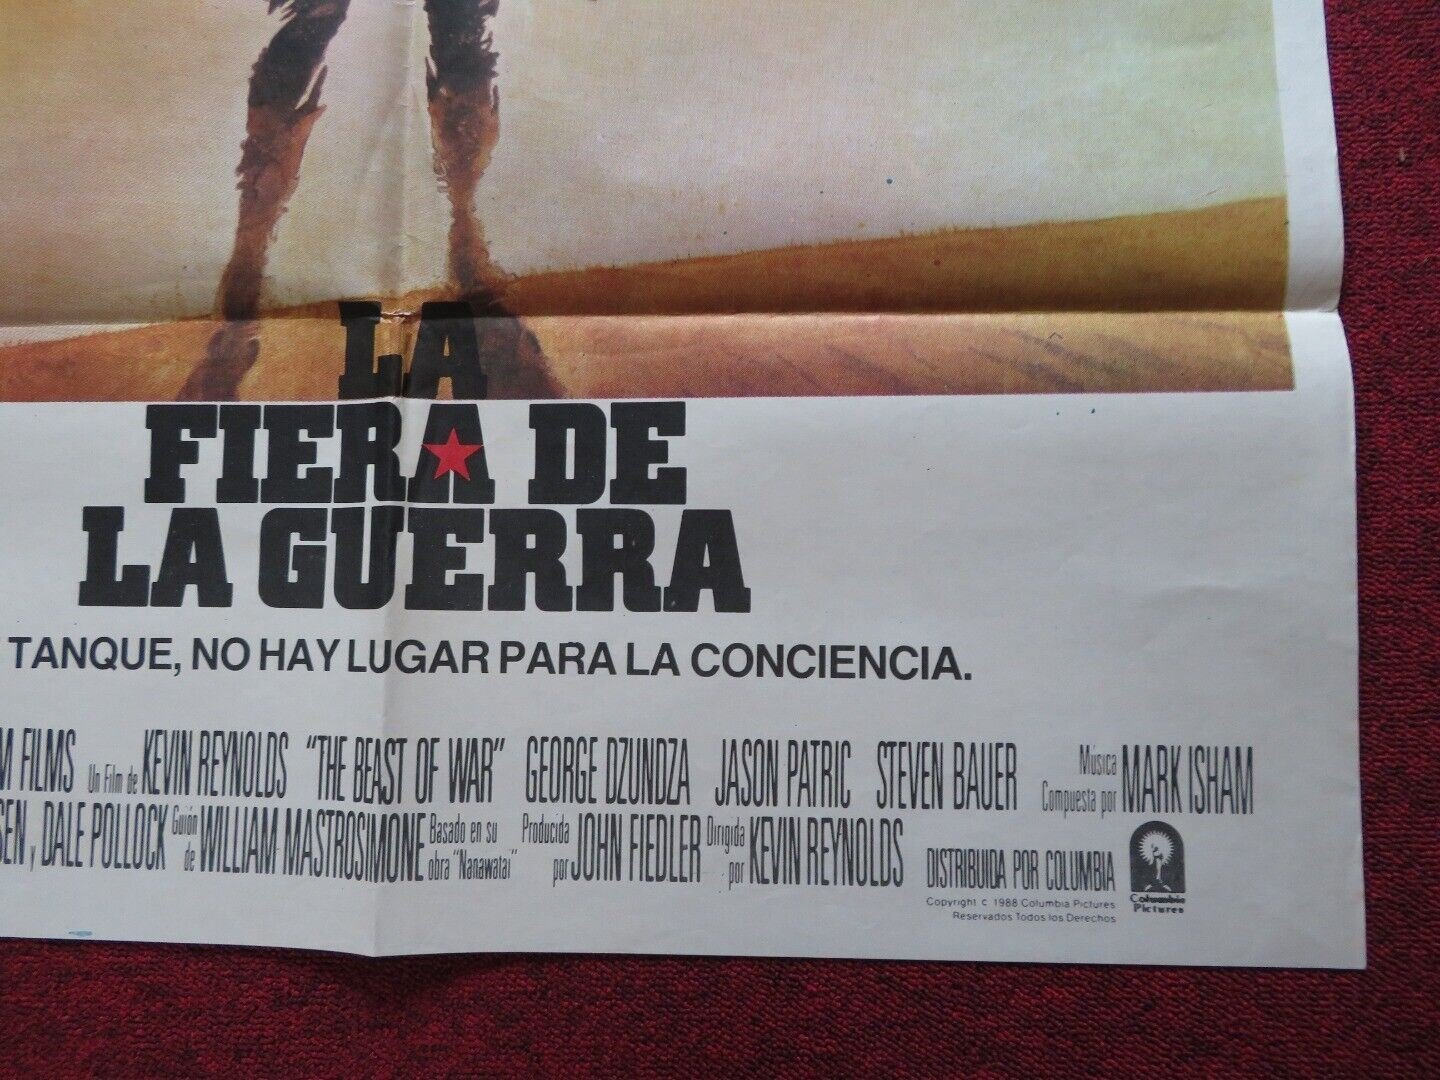 LA
FIERA DE
LA GUERRA
TANQUE, NO HAY LUGAR PARA LA CONCIENCIA.
FILMS Un Film de KEVIN REYNOLDS "THE BEAST OF WAR" GEORGE DZUNDZA JASON PATRIC STEVEN BAUER Música Compuesta por MARK ISHAM
SEN y DALE POLLOCK Guión de WILLIAM MASTROSIMONE Basado en su obra "Nanawatai" Producida por JOHN FIEDLER Dirigida por KEVIN REYNOLDS DISTRIBUIDA POR COLUMBIA
Columbia
Pictures
Copyright c 1988 Columbia Pictures
Reservados Todos los Derechos